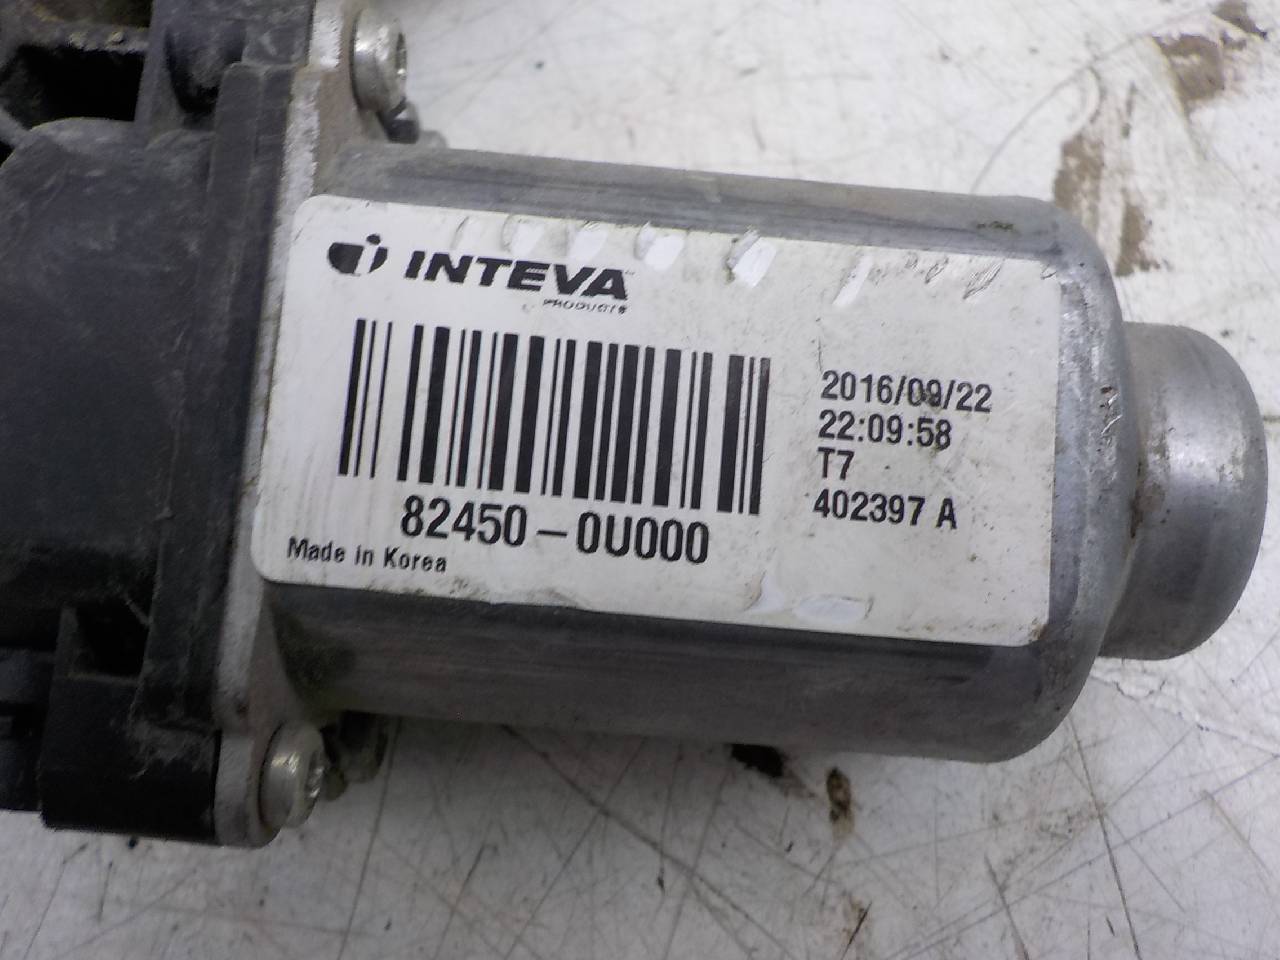 INTEVA
PRODUCTS
2016/09/22
22:09:58
T7
402397 A
82450-0U000
Made in Korea